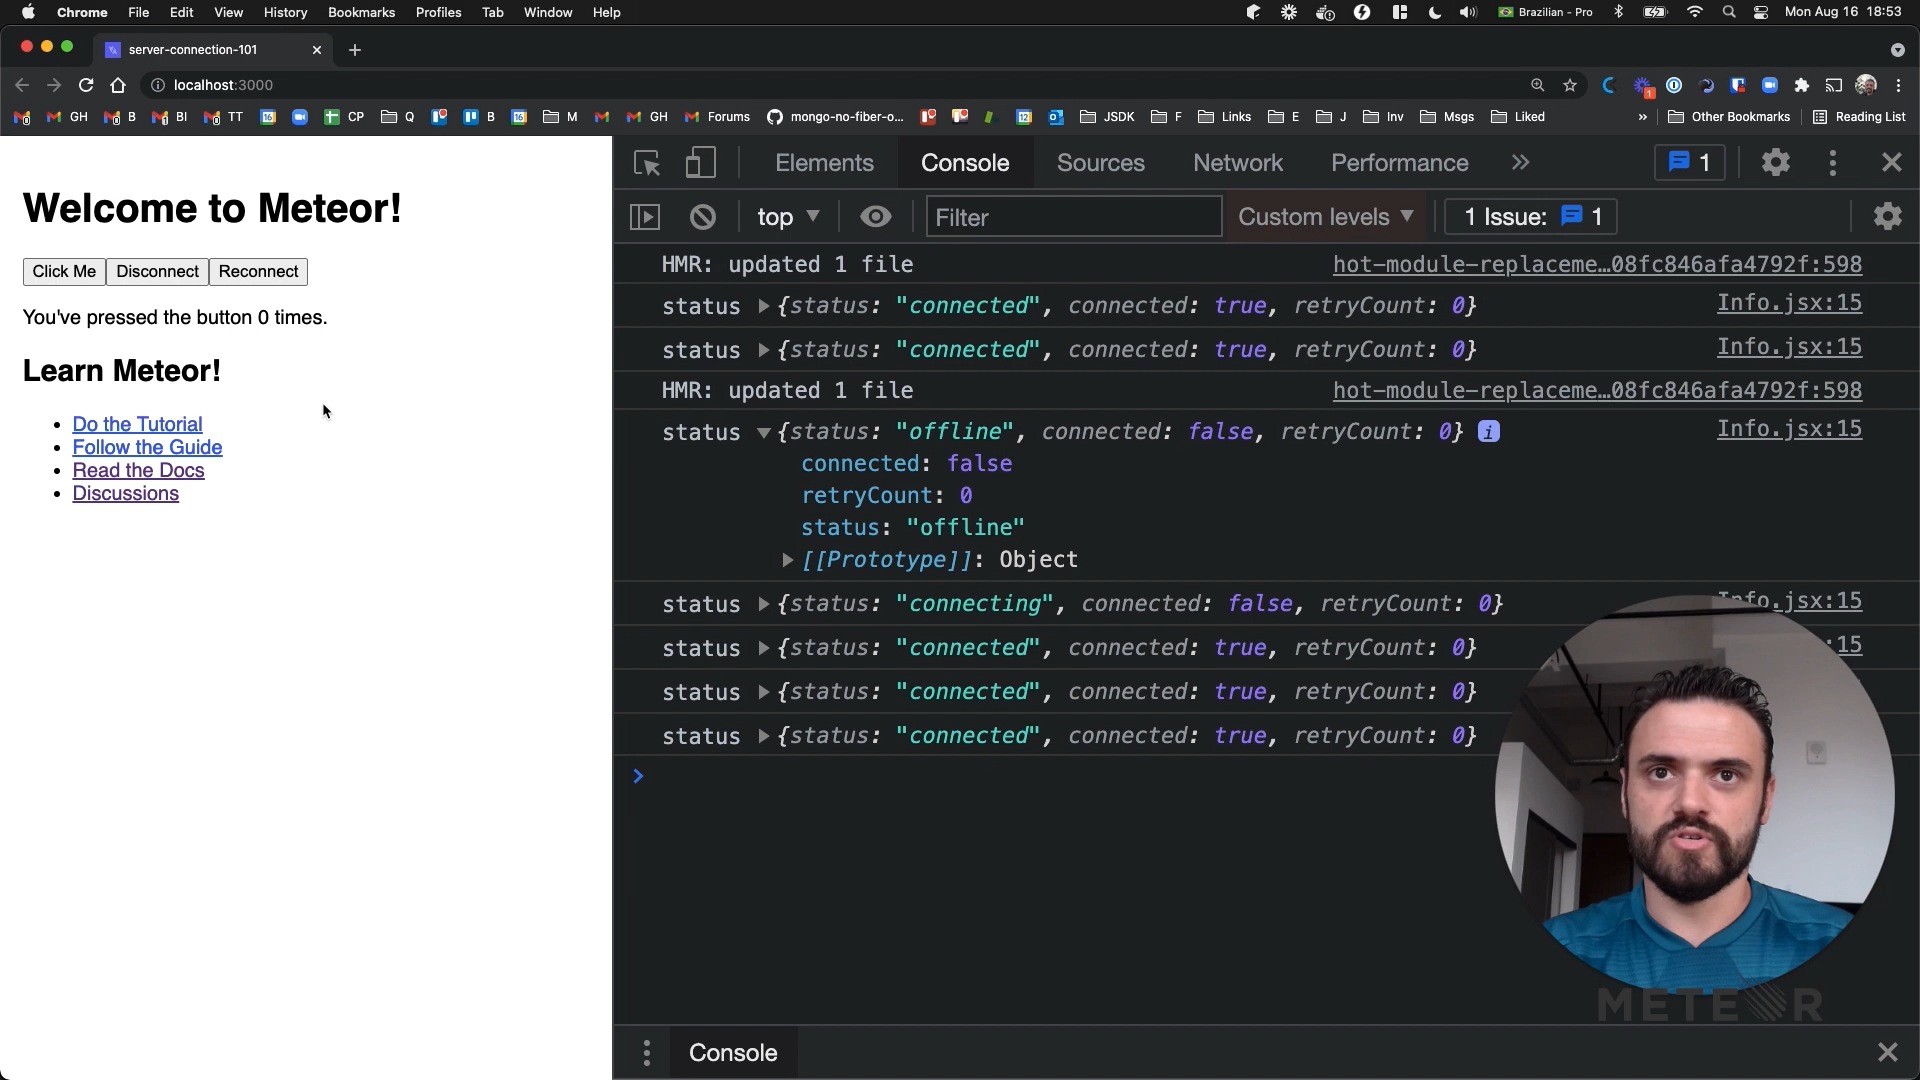 Chrome File Edit View History Bookmarks Profiles Tab Window Help Brazilian - Pro Mon Aug 16 18:53
server-connection-101
localhost:3000
GH B BI TT CP Q B M GH Forums mongo-no-fiber-o... JSDK F Links E J Inv Msgs Liked » Other Bookmarks Reading List
Welcome to Meteor!
Click Me Disconnect Reconnect
You've pressed the button 0 times.
Learn Meteor!
Do the Tutorial
Follow the Guide
Read the Docs
Discussions
Elements Console Sources Network Performance » 1
top Filter Custom levels 1 Issue: 1
HMR: updated 1 file hot-module-replaceme…08fc846afa4792f:598
status {status: "connected", connected: true, retryCount: 0} Info.jsx:15
status {status: "connected", connected: true, retryCount: 0} Info.jsx:15
HMR: updated 1 file hot-module-replaceme…08fc846afa4792f:598
status {status: "offline", connected: false, retryCount: 0} i Info.jsx:15
connected: false
retryCount: 0
status: "offline"
[[Prototype]]: Object
status {status: "connecting", connected: false, retryCount: 0} Info.jsx:15
status {status: "connected", connected: true, retryCount: 0} :15
status {status: "connected", connected: true, retryCount: 0}
status {status: "connected", connected: true, retryCount: 0}
METEOR
Console